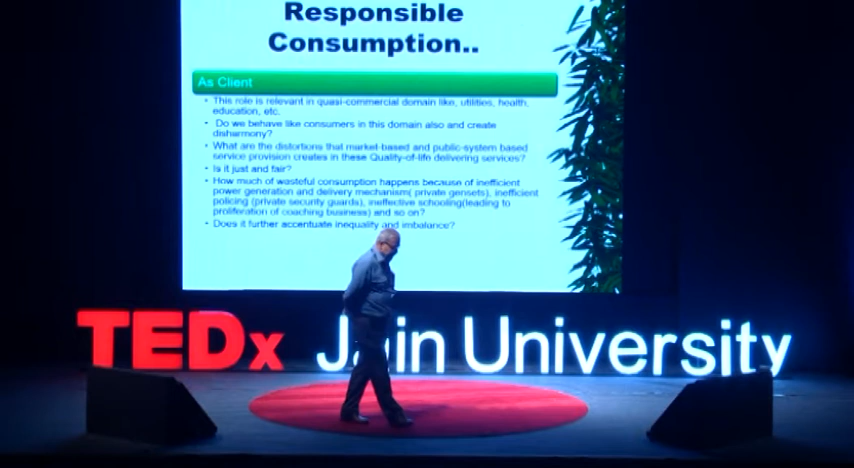 Responsible
Consumption..
As Client
• This role is relevant in quasi-commercial domain like, utilities, health,
education, etc.
• Do we behave like consumers in this domain also and create
disharmony?
• What are the distortions that market-based and public-system based
service provision creates in these Quality-of-life delivering services?
• Is it just and fair?
• How much of wasteful consumption happens because of inefficient
power generation and delivery mechanism( private gensets), inefficient
policing (private security guards), ineffective schooling(leading to
proliferation of coaching business) and so on?
• Does it further accentuate inequality and imbalance?
TEDx Jain University